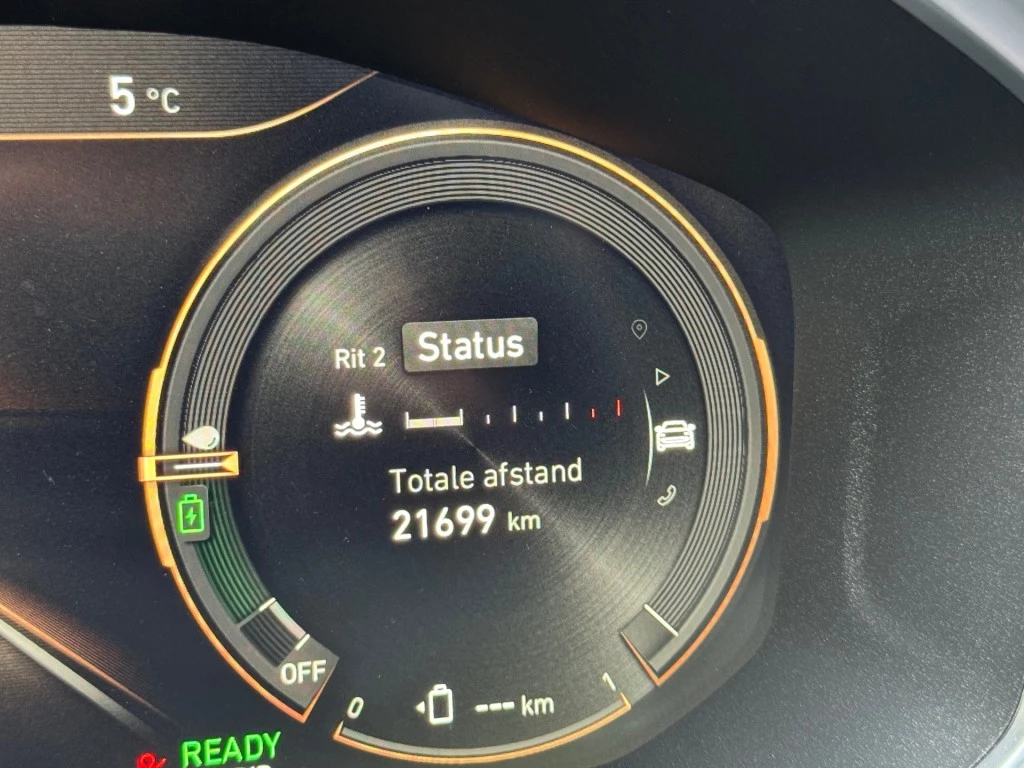 5 °C
Rit 2 Status
Totale afstand
21699 km
OFF
0 --- km 1
READY